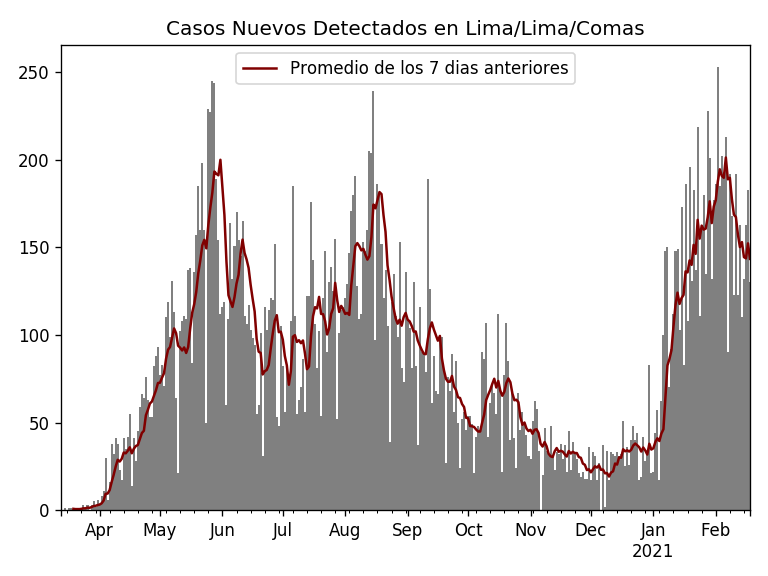 Casos Nuevos Detectados en Lima/Lima/Comas
Promedio de los 7 dias anteriores
250
200
150
100
50
0
Apr May Jun Jul Aug Sep Oct Nov Dec Jan Feb
2021